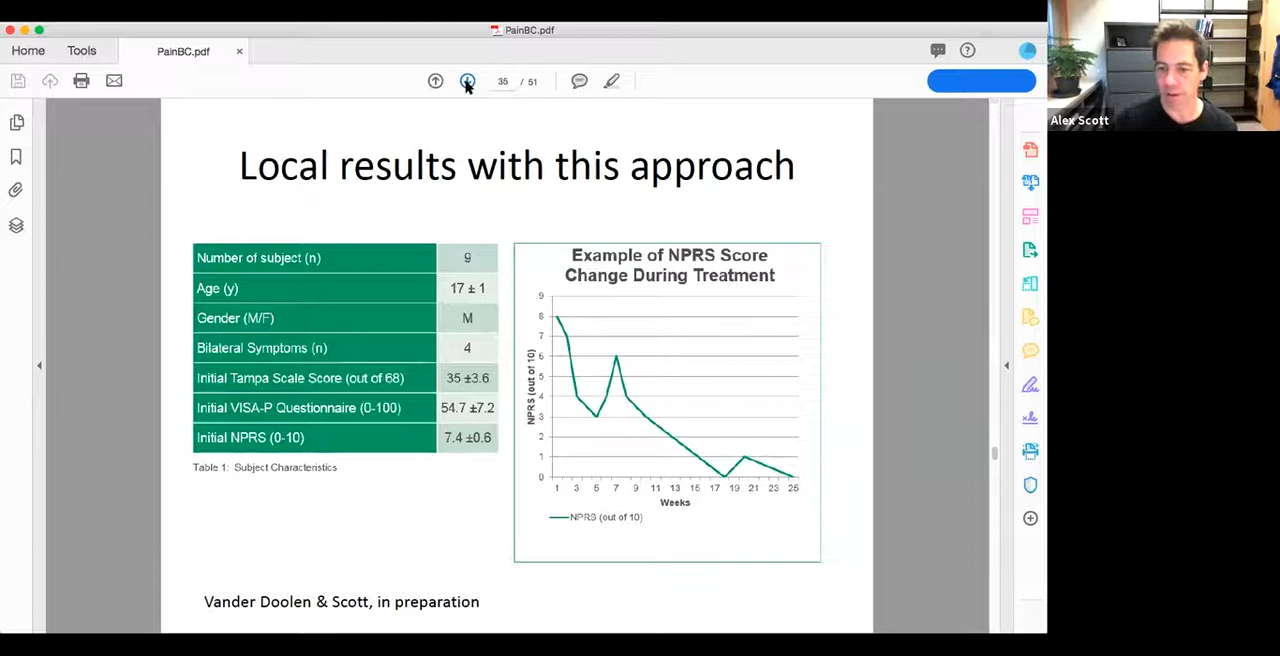 PainBC.pdf
Home
Tools
PainBC.pdf
×
35 / 51
Alex Scott
Local results with this approach
Number of subject (n) 9
Age (y) 17 ± 1
Gender (M/F) M
Bilateral Symptoms (n) 4
Initial Tampa Scale Score (out of 68) 35 ±3.6
Initial VISA-P Questionnaire (0-100) 54.7 ±7.2
Initial NPRS (0-10) 7.4 ±0.6
Table 1: Subject Characteristics
Example of NPRS Score
Change During Treatment
NPRS (out of 10)
9
8
7
6
5
4
3
2
1
0
1 3 5 7 9 11 13 15 17 19 21 23 25
Weeks
NPRS (out of 10)
Vander Doolen & Scott, in preparation